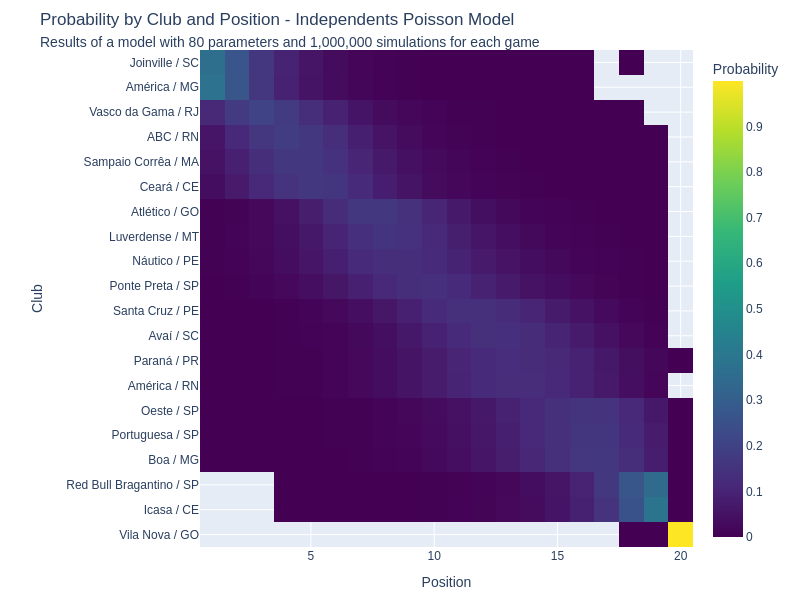 Probability by Club and Position - Independents Poisson Model
Results of a model with 80 parameters and 1,000,000 simulations for each game
Probability
Joinville / SC
América / MG
Vasco da Gama / RJ
ABC / RN
Sampaio Corrêa / MA
Ceará / CE
Atlético / GO
Luverdense / MT
Náutico / PE
Ponte Preta / SP
Santa Cruz / PE
Avaí / SC
Paraná / PR
América / RN
Oeste / SP
Portuguesa / SP
Boa / MG
Red Bull Bragantino / SP
Icasa / CE
Vila Nova / GO
Club
5
10
15
20
Position
0.9
0.8
0.7
0.6
0.5
0.4
0.3
0.2
0.1
0